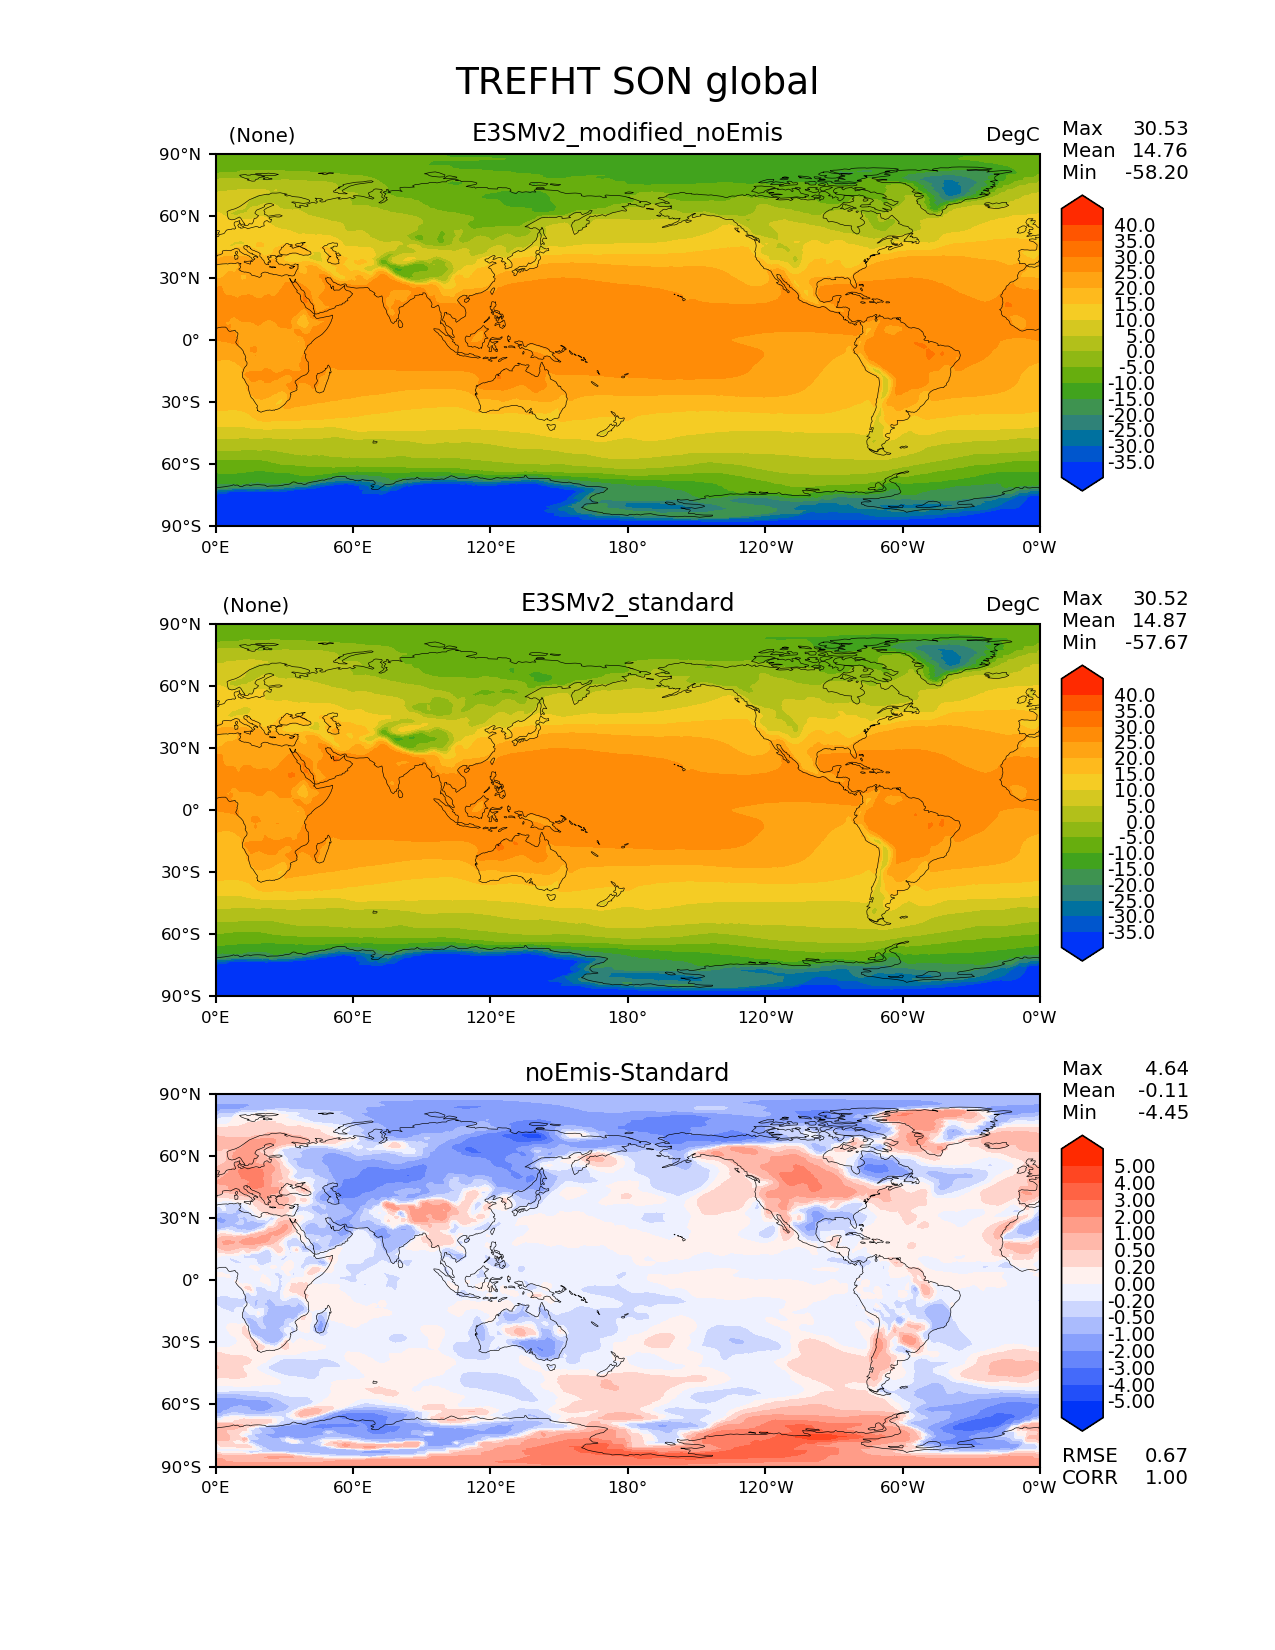 TREFHT SON global
(None) E3SMv2_modified_noEmis DegC
Max 30.53
Mean 14.76
Min -58.20
90°N
60°N
30°N
0°
30°S
60°S
90°S
0°E 60°E 120°E 180° 120°W 60°W 0°W
40.0
35.0
30.0
25.0
20.0
15.0
10.0
5.0
0.0
-5.0
-10.0
-15.0
-20.0
-25.0
-30.0
-35.0
(None) E3SMv2_standard DegC
Max 30.52
Mean 14.87
Min -57.67
90°N
60°N
30°N
0°
30°S
60°S
90°S
0°E 60°E 120°E 180° 120°W 60°W 0°W
40.0
35.0
30.0
25.0
20.0
15.0
10.0
5.0
0.0
-5.0
-10.0
-15.0
-20.0
-25.0
-30.0
-35.0
noEmis-Standard
Max 4.64
Mean -0.11
Min -4.45
90°N
60°N
30°N
0°
30°S
60°S
90°S
0°E 60°E 120°E 180° 120°W 60°W 0°W
5.00
4.00
3.00
2.00
1.00
0.50
0.20
0.00
-0.20
-0.50
-1.00
-2.00
-3.00
-4.00
-5.00
RMSE 0.67
CORR 1.00